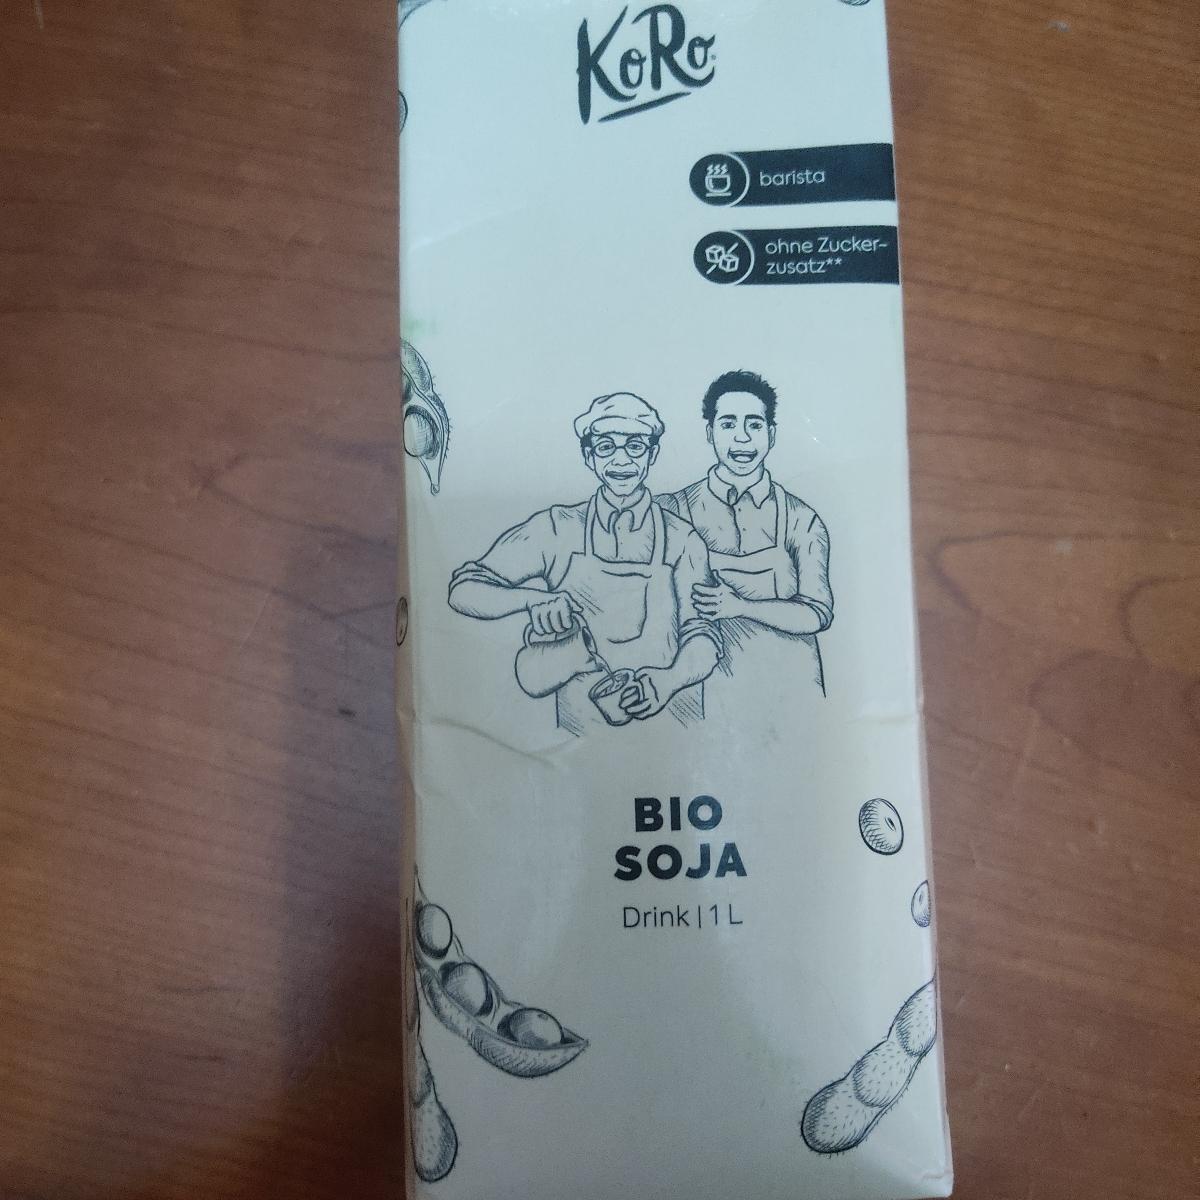 KoRo
barista
ohne Zucker-
zusatz**
BIO
SOJA
Drink | 1 L